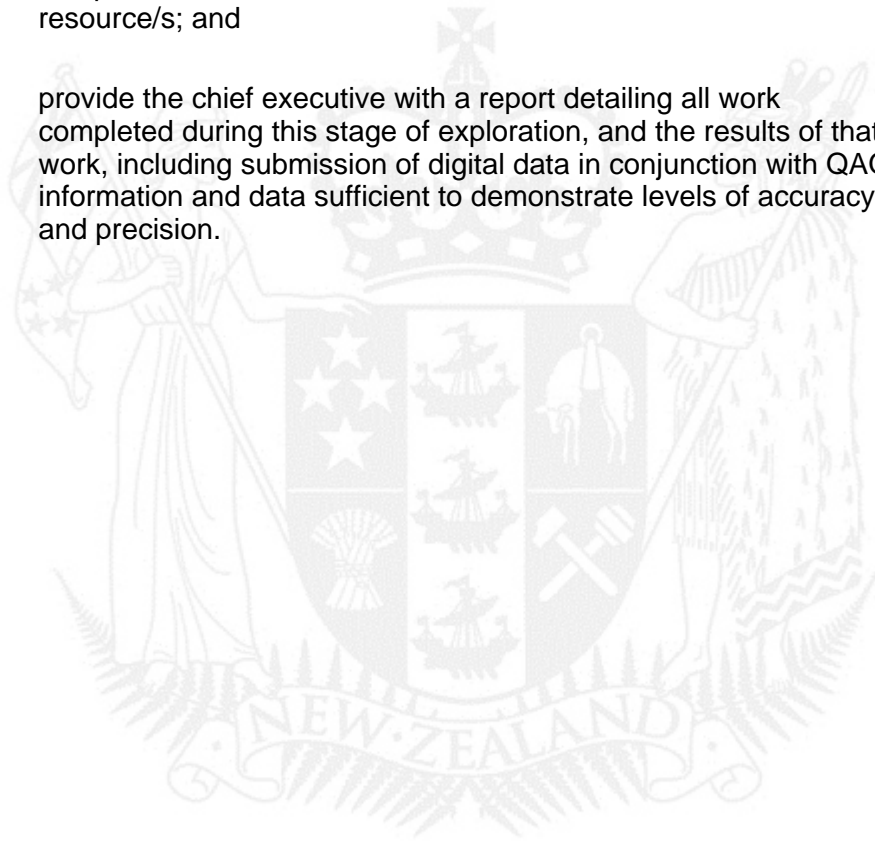 resource/s; and
provide the chief executive with a report detailing all work
completed during this stage of exploration, and the results of that
work, including submission of digital data in conjunction with
information and data sufficient to demonstrate levels of accuracy
and precision.
NEW·ZEALAND